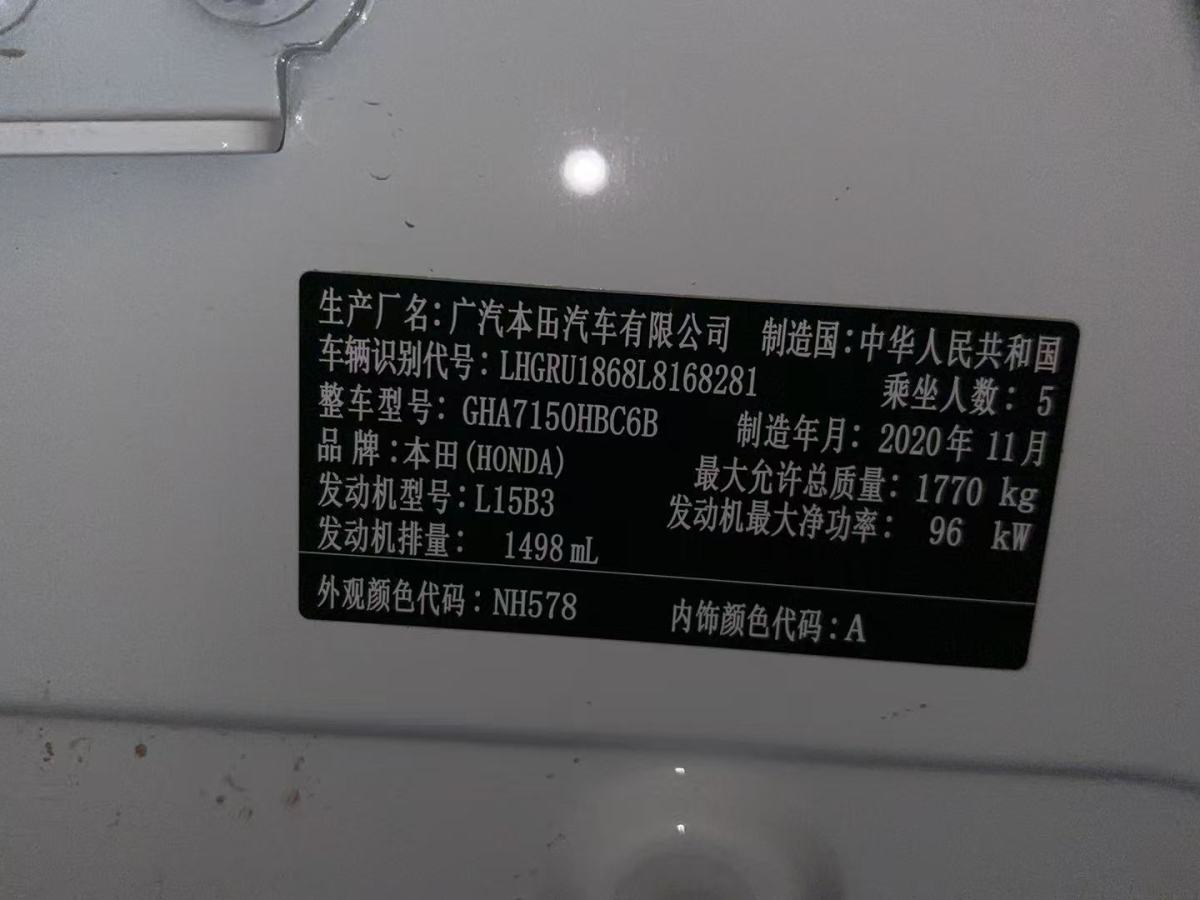 生产厂名：广汽本田汽车有限公司 制造国：中华人民共和国
车辆识别代号：LHGRU1868L8168281 乘坐人数：5
整车型号：GHA7150HBC6B 制造年月：2020年11月
品牌：本田(HONDA) 最大允许总质量：1770 kg
发动机型号：L15B3 发动机最大净功率：96 kW
发动机排量：1498 mL
外观颜色代码：NH578 内饰颜色代码：A